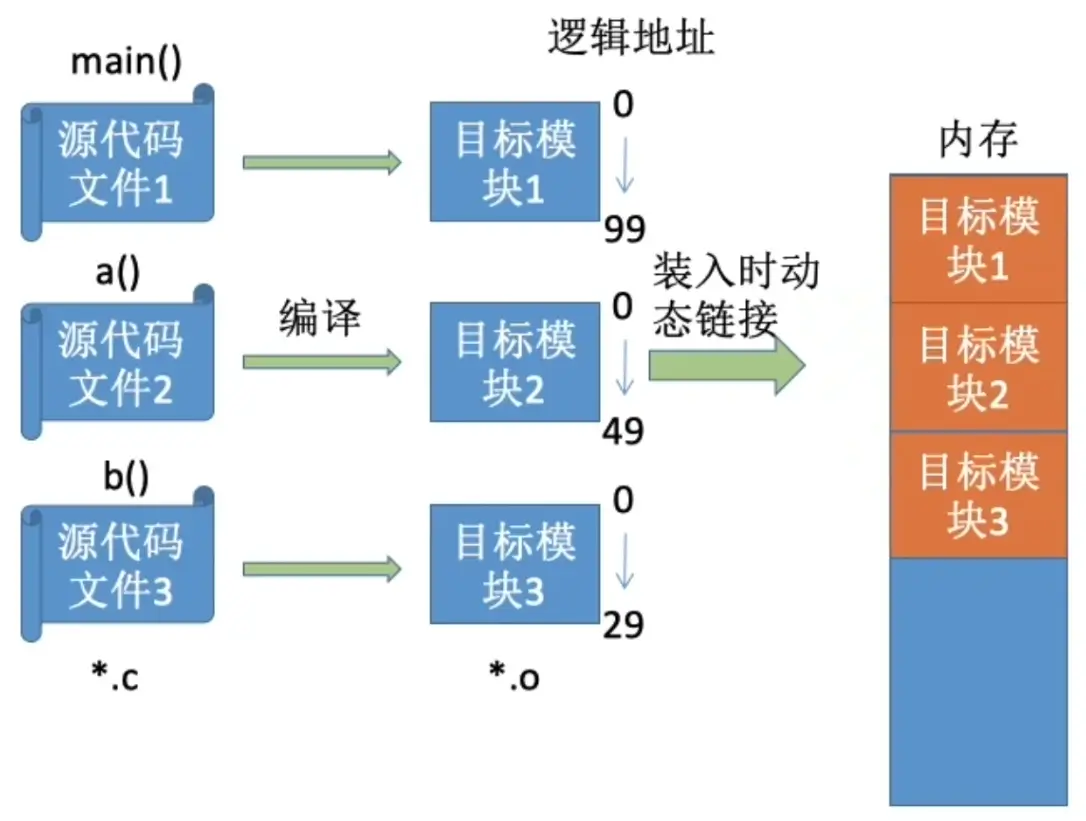 main()
源代码
文件1
目标模
块1
逻辑地址
0
99
a()
源代码
文件2
编译
目标模
块2
0
49
装入时动
态链接
b()
源代码
文件3
目标模
块3
0
29
*.c
*.o
内存
目标模
块1
目标模
块2
目标模
块3